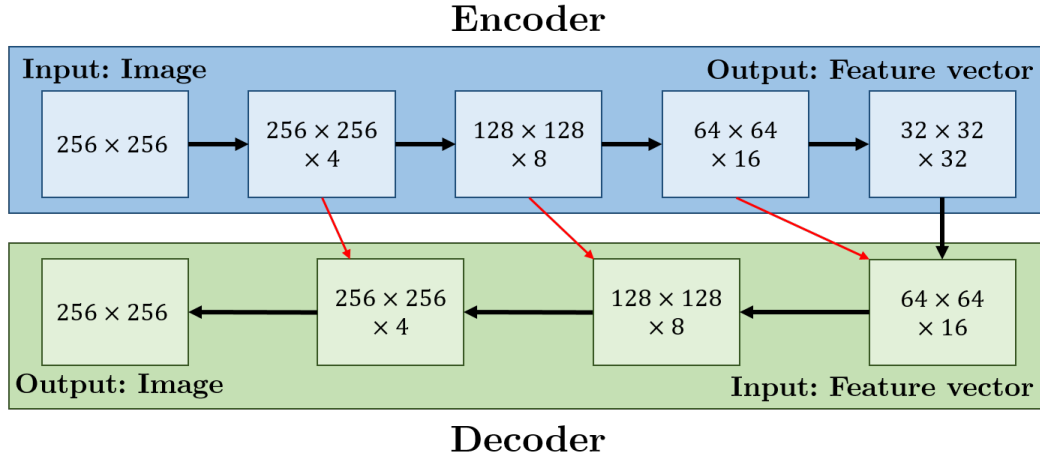 Encoder
Input: Image
Output: Feature vector
256 × 256
256 × 256
× 4
128 × 128
× 8
64 × 64
× 16
32 × 32
× 32
256 × 256
256 × 256
× 4
128 × 128
× 8
64 × 64
× 16
Output: Image
Input: Feature vector
Decoder